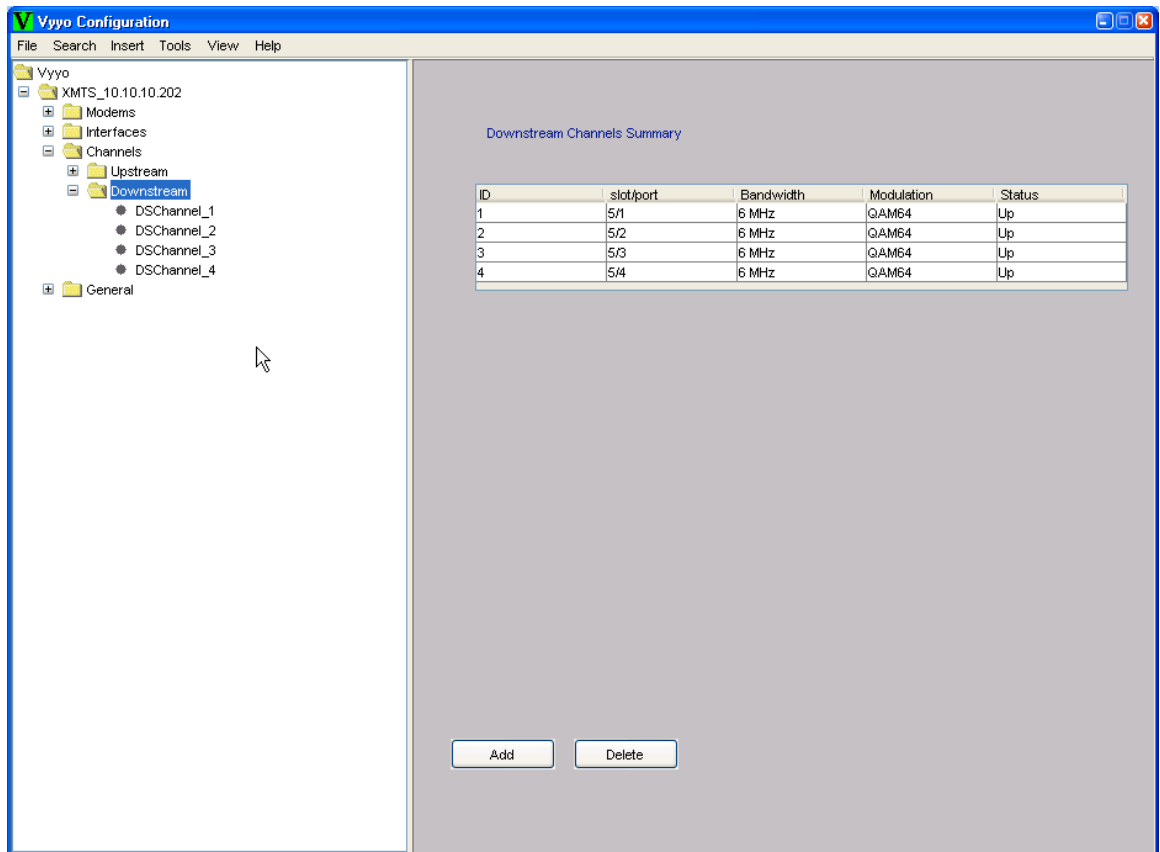 Vyyo Configuration
File Search Insert Tools View Help
Vyyo
XMTS_10.10.10.202
Modems
Interfaces
Channels
Upstream
Downstream
DSChannel_1
DSChannel_2
DSChannel_3
DSChannel_4
General
Downstream Channels Summary
ID slot/port Bandwidth Modulation Status
1 5/1 6 MHz QAM64 Up
2 5/2 6 MHz QAM64 Up
3 5/3 6 MHz QAM64 Up
4 5/4 6 MHz QAM64 Up
Add Delete